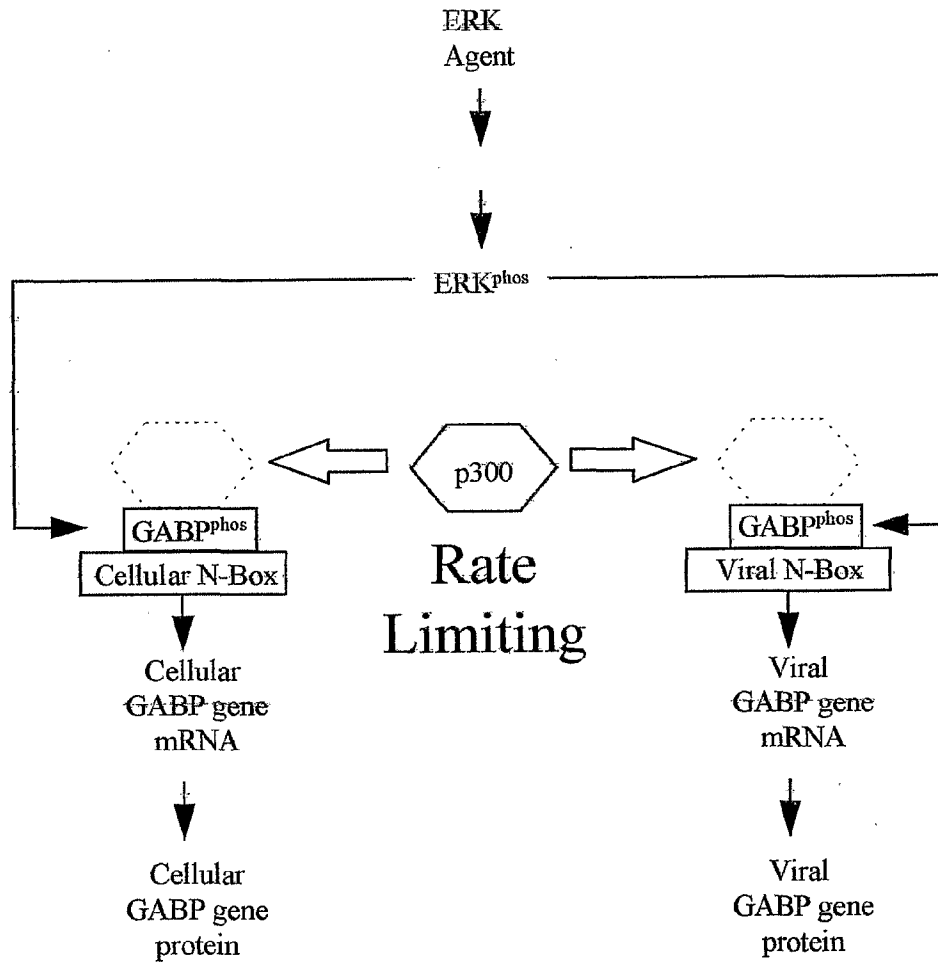 ERK
Agent
ERKphos
p300
GABPphos
Cellular N-Box
GABPphos
Viral N-Box
Rate
Limiting
Cellular
GABP gene
mRNA
Viral
GABP gene
mRNA
Cellular
GABP gene
protein
Viral
GABP gene
protein